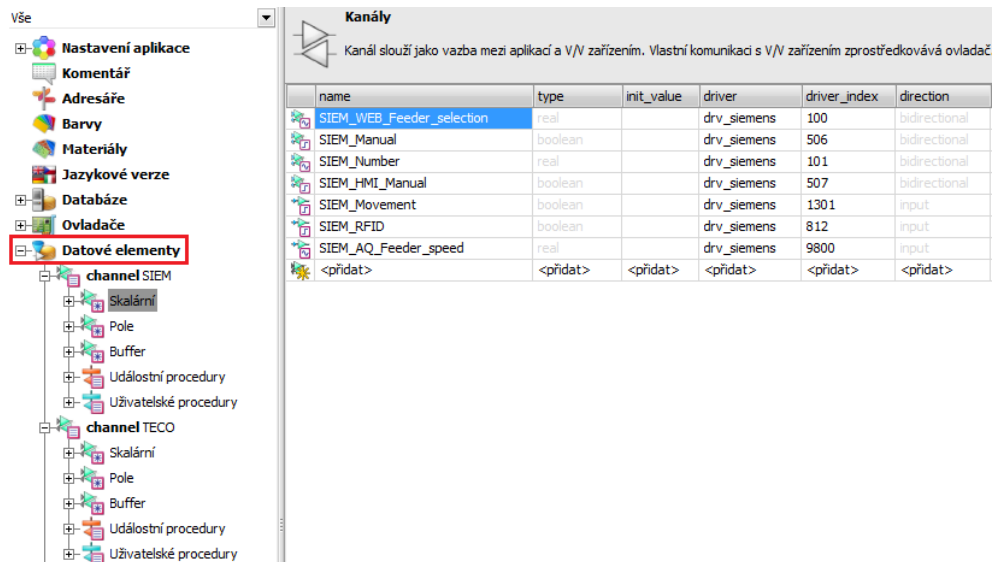 Vše
Nastavení aplikace
Komentář
Adresáře
Barvy
Materiály
Jazykové verze
Databáze
Ovladače
Datové elementy
channel SIEM
Skalární
Pole
Buffer
Událostní procedury
Uživatelské procedury
channel TECO
Skalární
Pole
Buffer
Událostní procedury
Uživatelské procedury
Kanály
Kanál slouží jako vazba mezi aplikací a V/V zařízením. Vlastní komunikaci s V/V zařízením zprostředkovává ovladač.
name type init_value driver driver_index direction
SIEM_WEB_Feeder_selection real drv_siemens 100 bidirectional
SIEM_Manual boolean drv_siemens 506 bidirectional
SIEM_Number real drv_siemens 101 bidirectional
SIEM_HMI_Manual boolean drv_siemens 507 bidirectional
SIEM_Movement boolean drv_siemens 1301 input
SIEM_RFID boolean drv_siemens 812 input
SIEM_AQ_Feeder_speed real drv_siemens 9800 input
<přidat> <přidat> <přidat> <přidat> <přidat> <přidat>